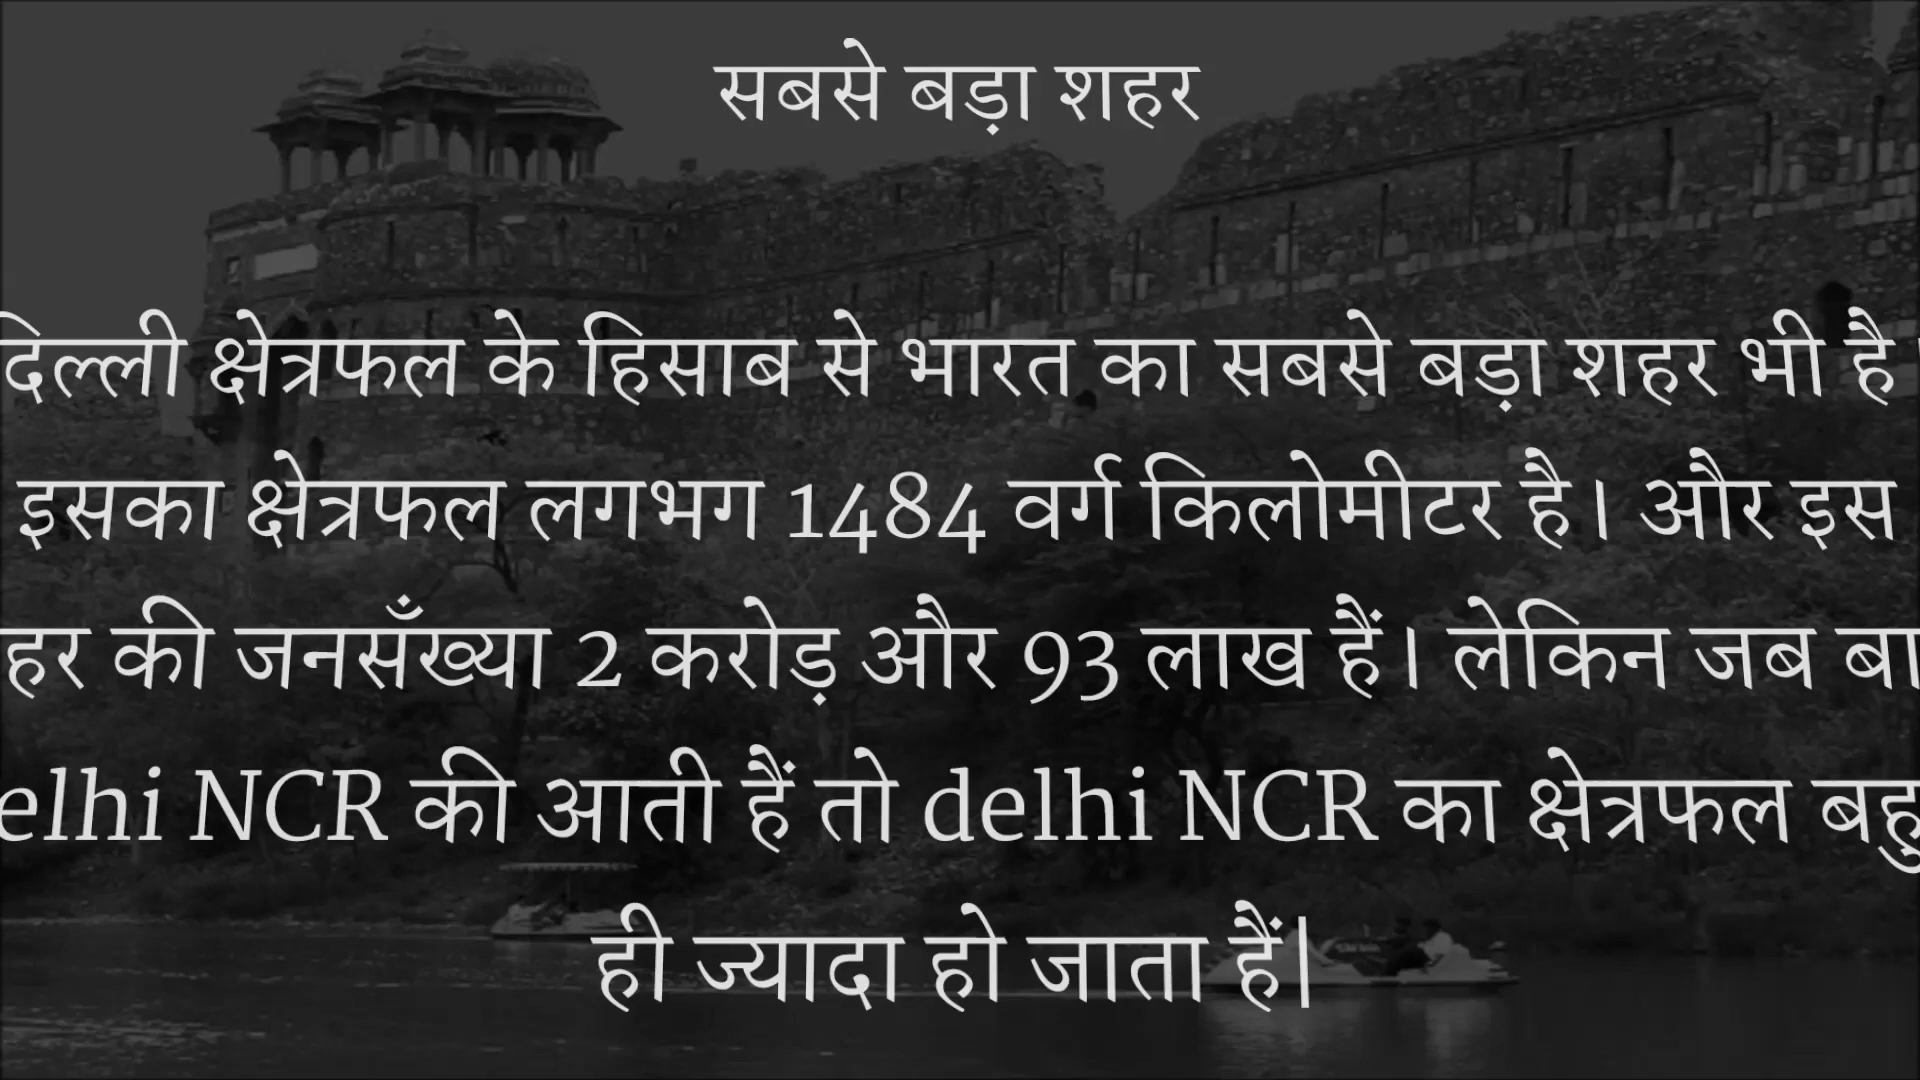 सबसे बड़ा शहर
दिल्ली क्षेत्रफल के हिसाब से भारत का सबसे बड़ा शहर भी है
इसका क्षेत्रफल लगभग 1484 वर्ग किलोमीटर है। और इस
हर की जनसँख्या 2 करोड़ और 93 लाख हैं। लेकिन जब बा
elhi NCR की आती हैं तो delhi NCR का क्षेत्रफल बहु
ही ज्यादा हो जाता हैं|